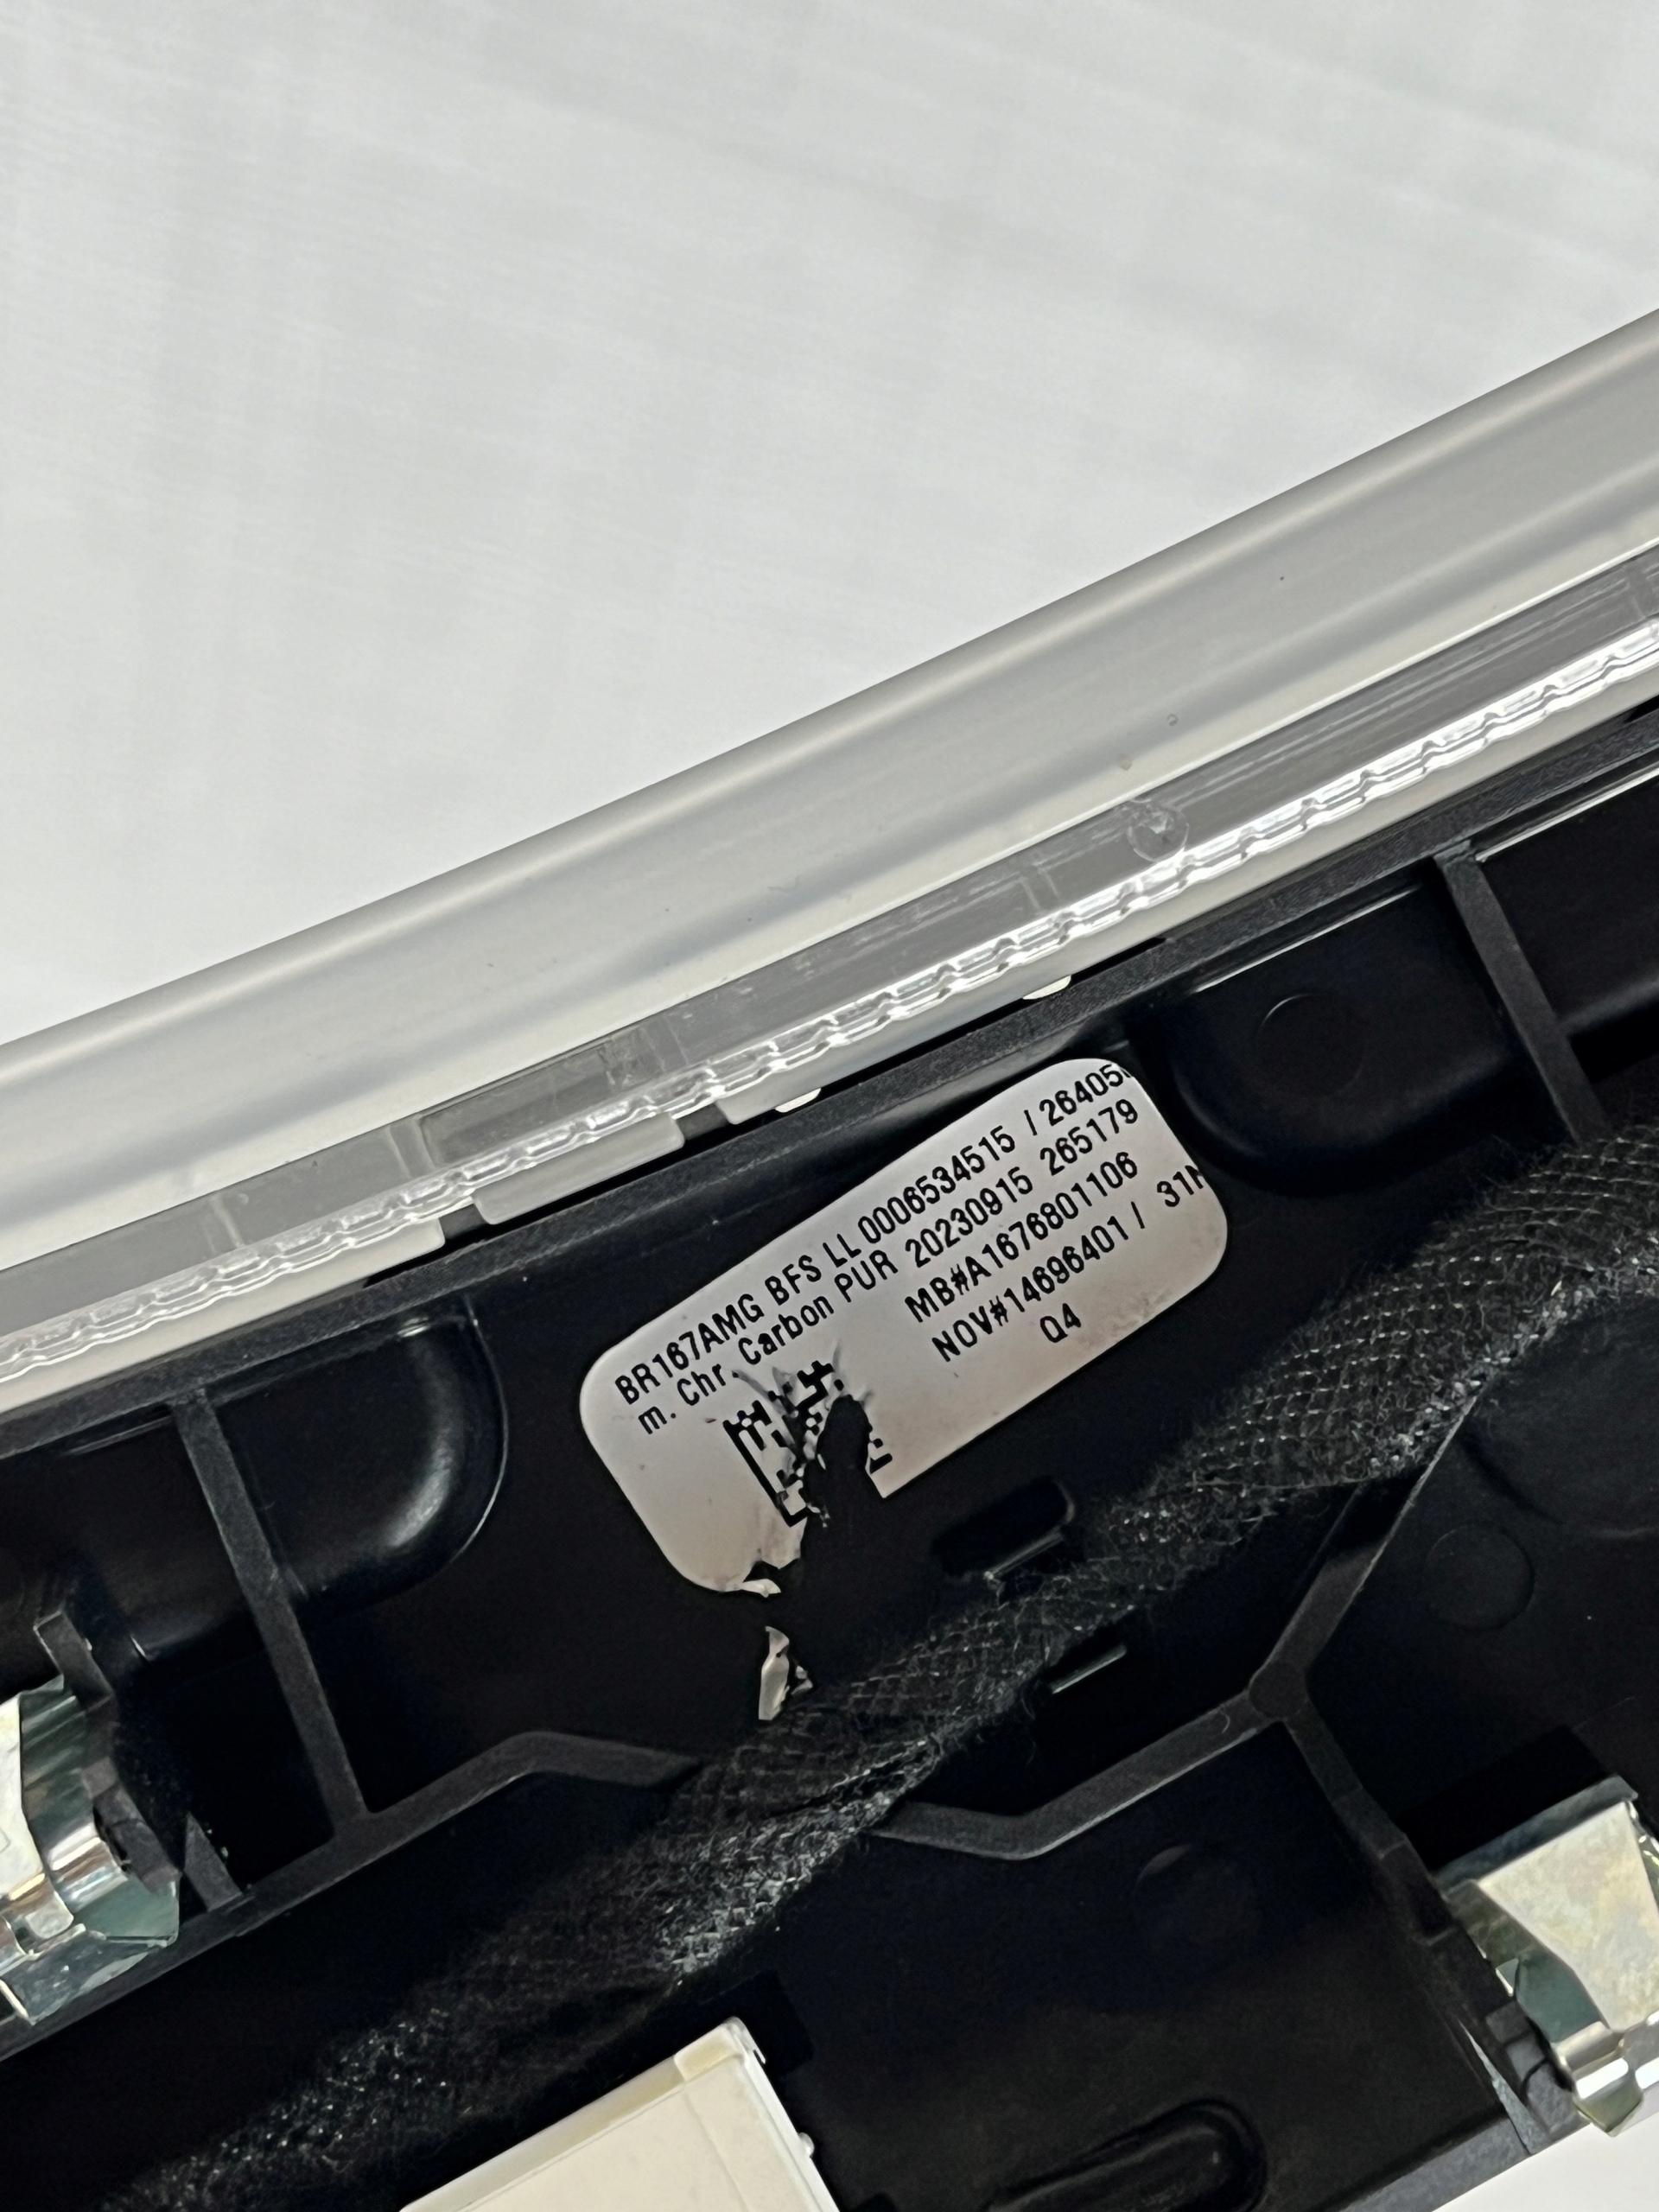 BR167AMG BFS LL 0006534515 / 26405
m. Chr. Carbon PUR 20230915 265179
MB#A1676801106
NOV#14696401 / 31
Q4